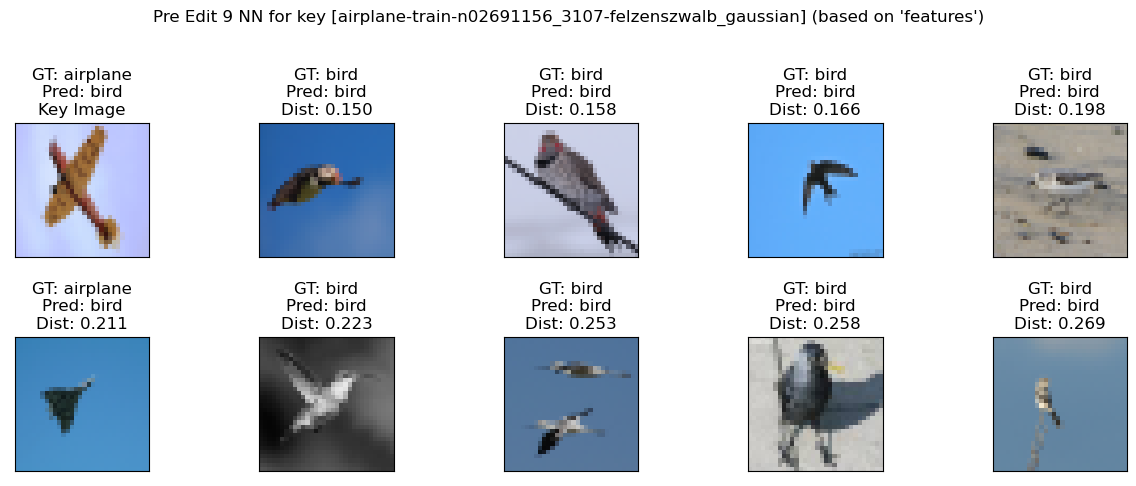 Pre Edit 9 NN for key [airplane-train-n02691156_3107-felzenszwalb_gaussian] (based on 'features')
GT: airplane
Pred: bird
Key Image
GT: bird
Pred: bird
Dist: 0.150
GT: bird
Pred: bird
Dist: 0.158
GT: bird
Pred: bird
Dist: 0.166
GT: bird
Pred: bird
Dist: 0.198
GT: airplane
Pred: bird
Dist: 0.211
GT: bird
Pred: bird
Dist: 0.223
GT: bird
Pred: bird
Dist: 0.253
GT: bird
Pred: bird
Dist: 0.258
GT: bird
Pred: bird
Dist: 0.269